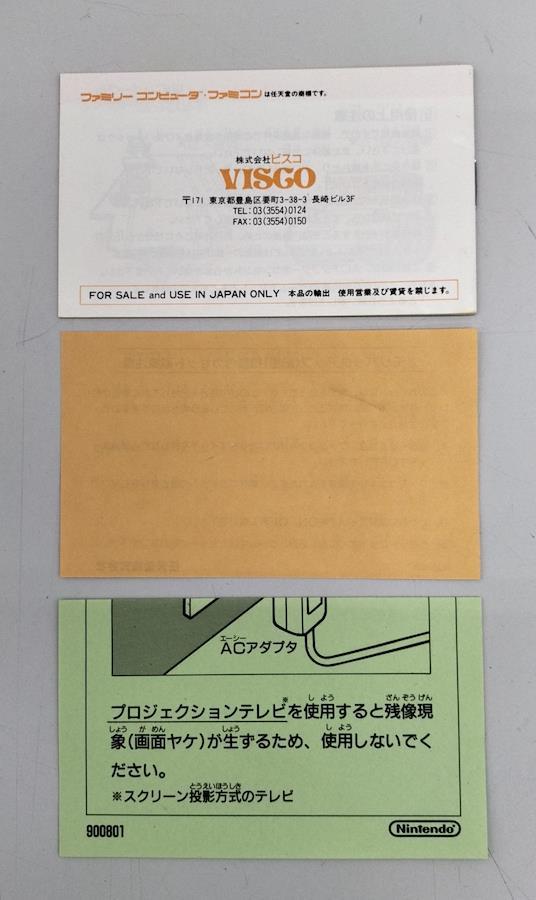 ファミリー コンピュータ™・ファミコンは任天堂の商標です。
株式会社ビスコ
VISCO
〒171 東京都豊島区要町3-38-3 長崎ビル3F
TEL:03(3554)0124
FAX:03(3554)0150
FOR SALE and USE IN JAPAN ONLY 本品の輸出 使用営業及び賃貸を禁じます。
エーシー
ACアダプタ
しよう ざんぞうげん
プロジェクションテレビ※を使用すると残像現
しょう がめん しょう しよう
象(画面ヤケ)が生ずるため、使用しないでく
ださい。
とうえいほうしき
※スクリーン投影方式のテレビ
900801
Nintendo